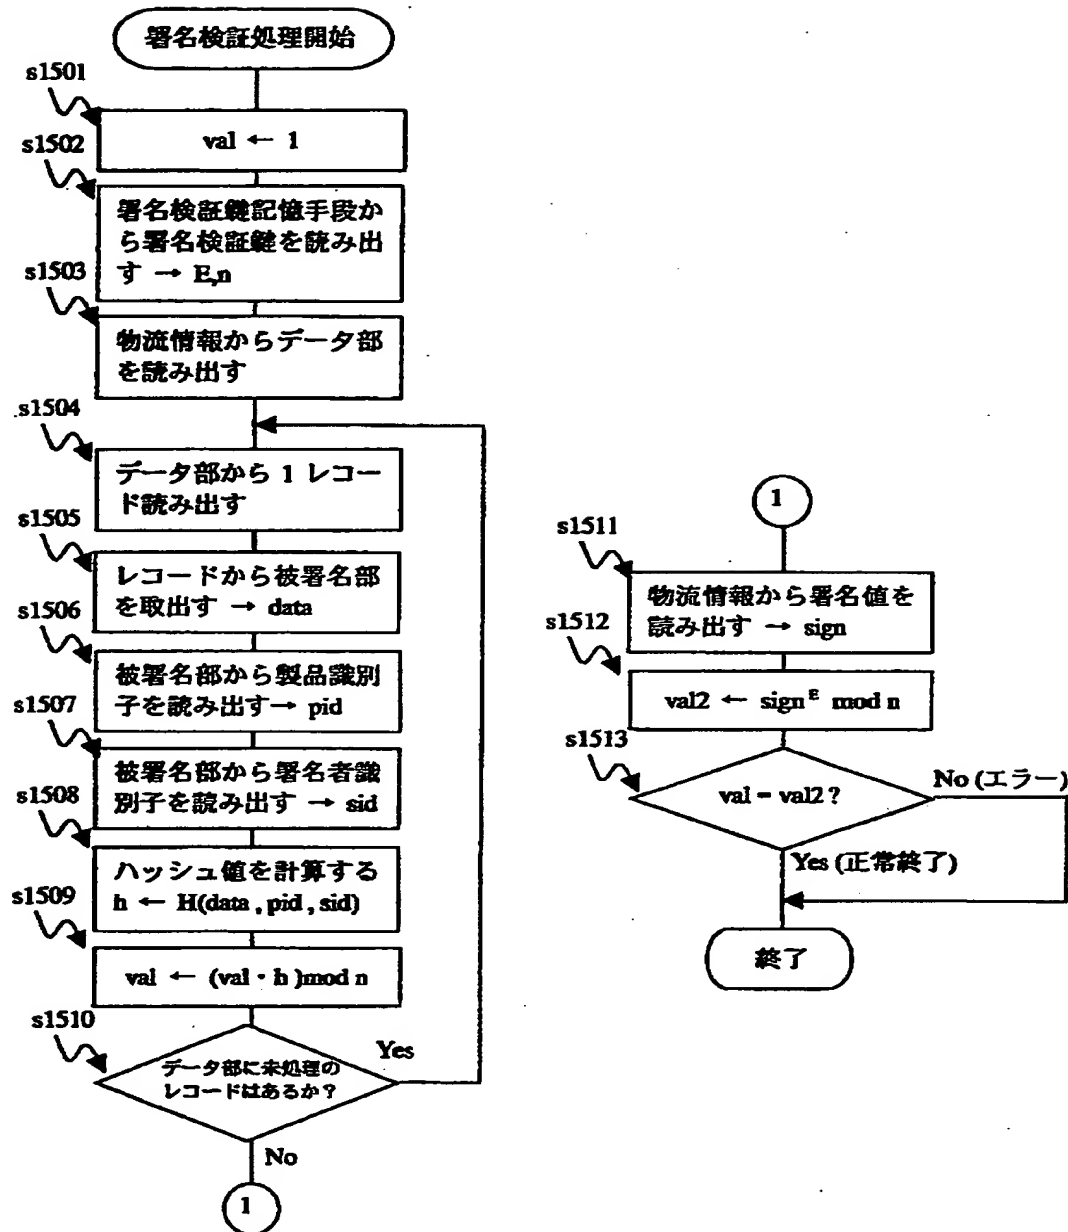 署名検証処理開始
s1501
val ← 1
s1502
署名検証鍵記憶手段か
ら署名検証鍵を読み出
す → E,n
s1503
物流情報からデータ部
を読み出す
s1504
データ部から 1 レコー
ド読み出す
s1505
レコードから被署名部
を取出す → data
s1506
被署名部から製品識別
子を読み出す→ pid
s1507
被署名部から署名者識
別子を読み出す → sid
s1508
ハッシュ値を計算する
h ← H(data , pid , sid)
s1509
val ← (val・h )mod n
s1510
データ部に未処理の
レコードはあるか?
Yes
No
1
1
s1511
物流情報から署名値を
読み出す → sign
s1512
val2 ← sign^E mod n
s1513
val = val2 ?
No (エラー)
Yes (正常終了)
終了